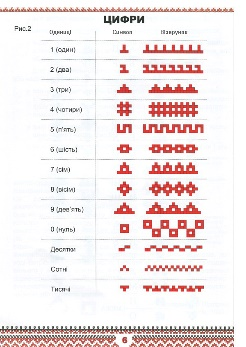 ЦИФРИ
Рис.2
Одиниці Символ Візерунок
1 (один)
2 (два)
3 (три)
4 (чотири)
5 (п'ять)
6 (шість)
7 (сім)
8 (вісім)
9 (дев'ять)
0 (нуль)
Десятки
Сотні
Тисячі
6